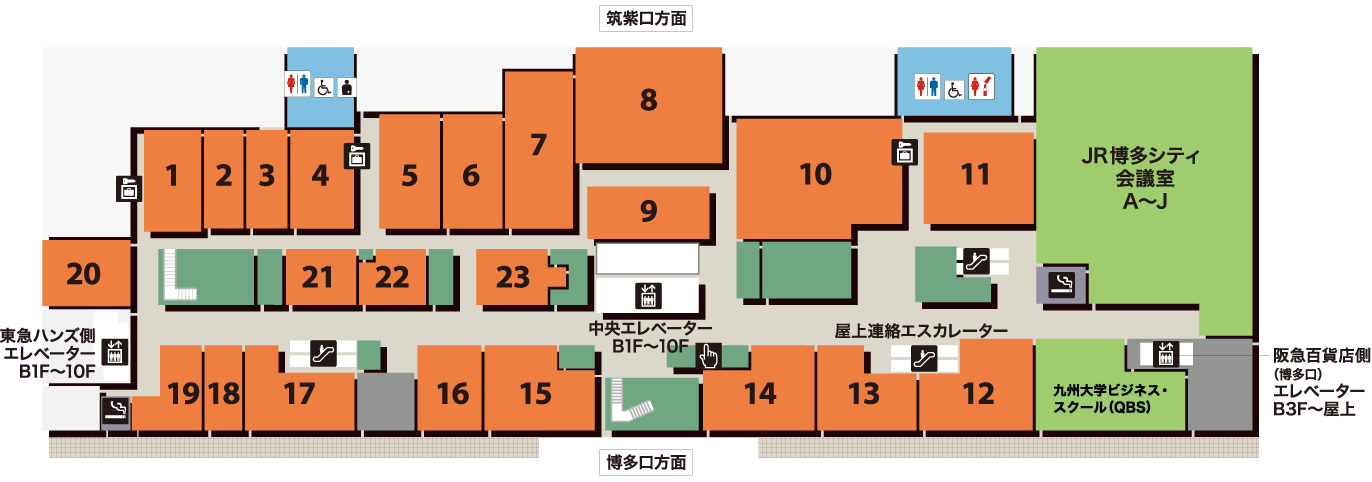 筑紫口方面
8
7
1
2
3
4
5
6
10
11
JR博多シティ
会議室
A〜J
9
20
21
22
23
中央エレベーター
B1F〜10F
屋上連絡エスカレーター
東急ハンズ側
エレベーター
B1F〜10F
19
18
17
16
15
14
13
12
九州大学ビジネス・
スクール(QBS)
阪急百貨店側
(博多口)
エレベーター
B3F〜屋上
博多口方面